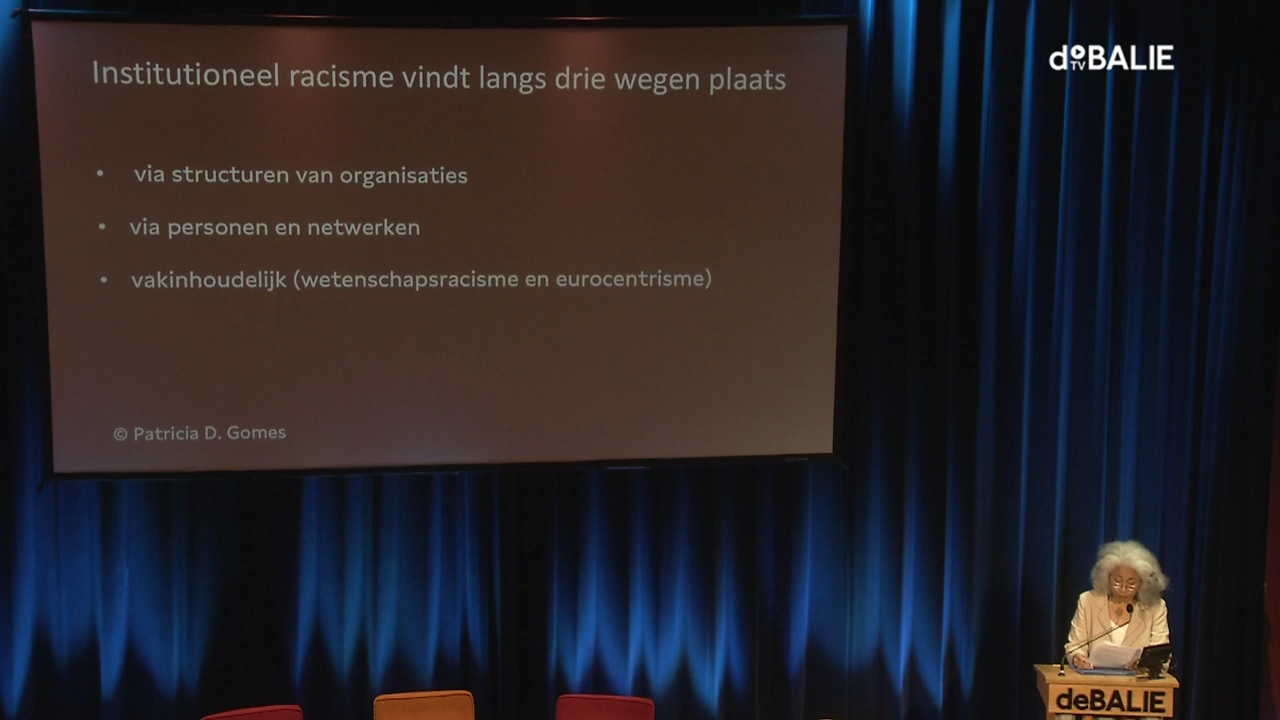 Institutioneel racisme vindt langs drie wegen plaats
• via structuren van organisaties
• via personen en netwerken
• vakinhoudelijk (wetenschapsracisme en eurocentrisme)
© Patricia D. Gomes
deBALIE TV
deBALIE